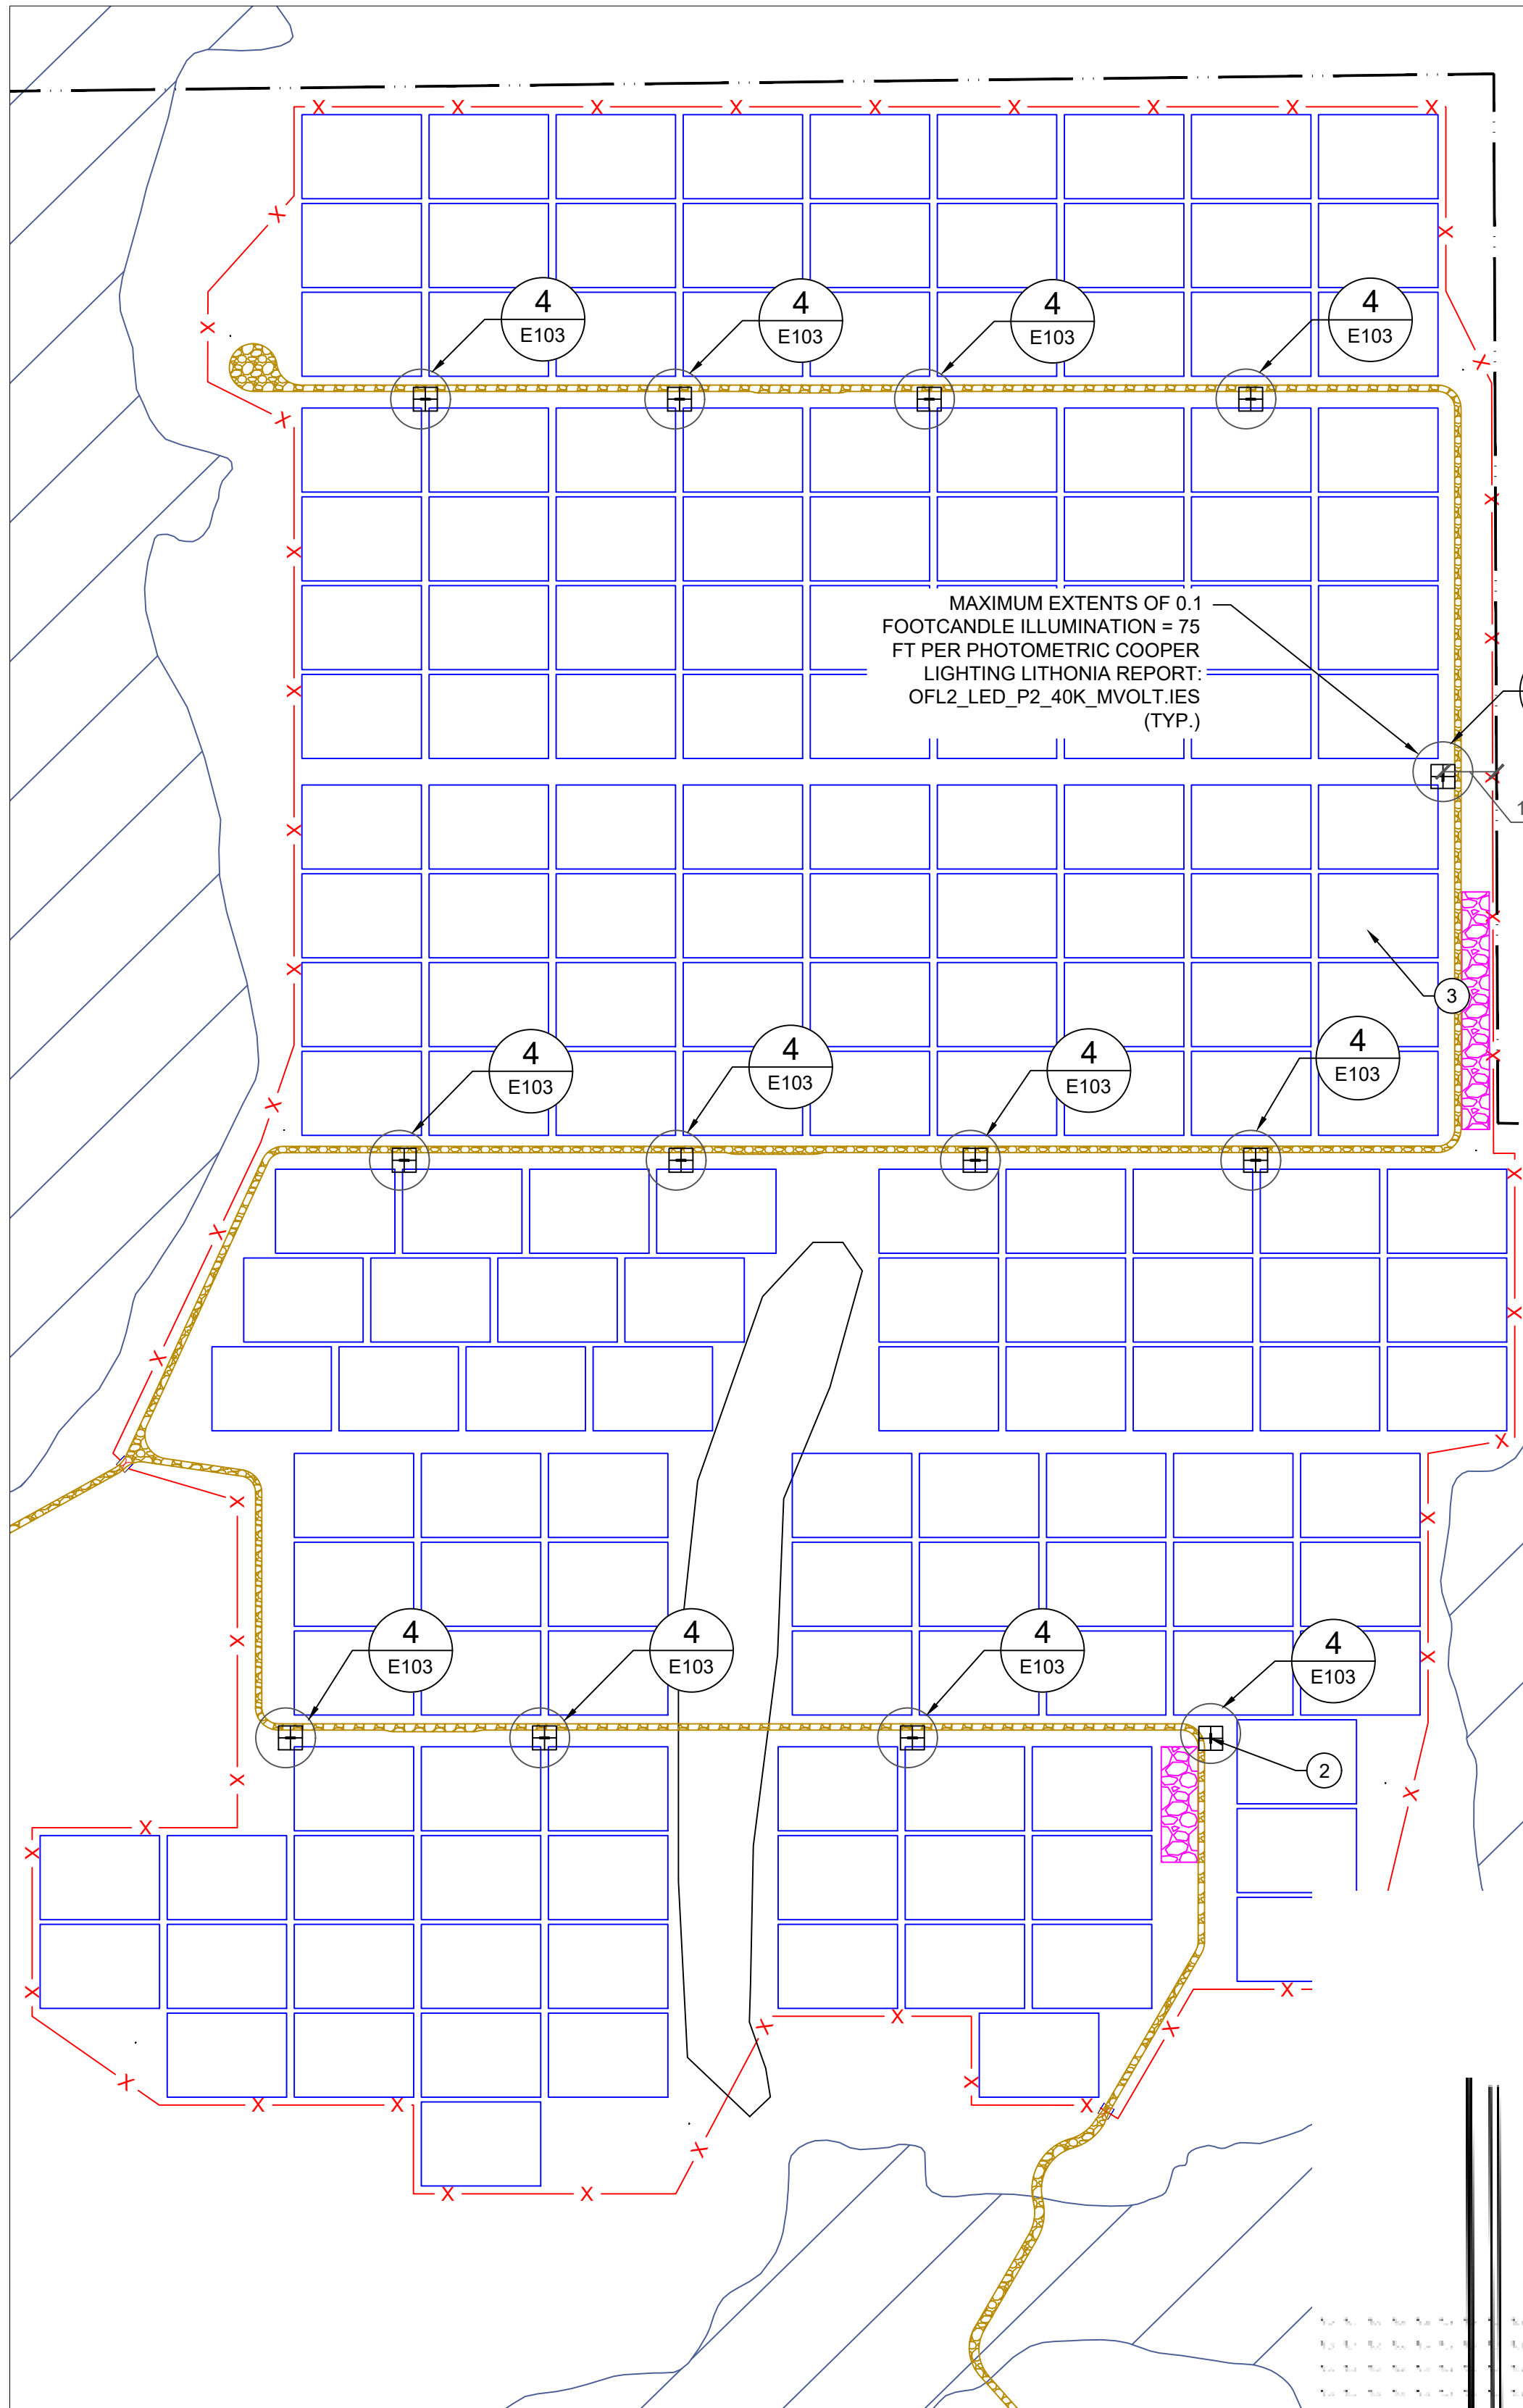 4
E103
4
E103
4
E103
4
E103
MAXIMUM EXTENTS OF 0.1
FOOTCANDLE ILLUMINATION = 75
FT PER PHOTOMETRIC COOPER
LIGHTING LITHONIA REPORT:
OFL2_LED_P2_40K_MVOLT.IES
(TYP.)
1
3
4
E103
4
E103
4
E103
4
E103
4
E103
4
E103
4
E103
4
E103
2